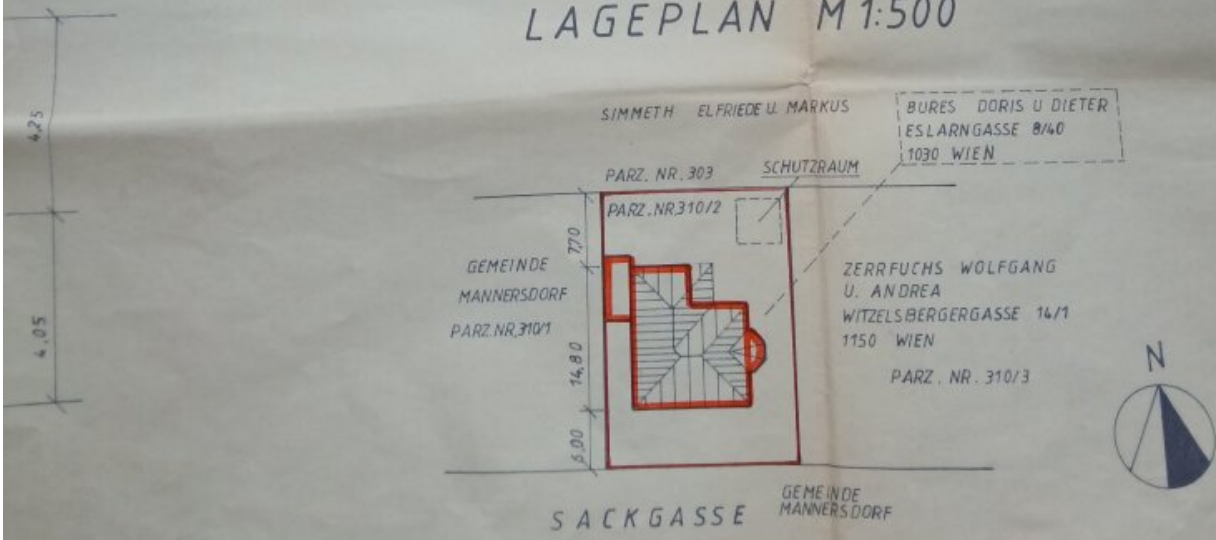 LAGEPLAN M 1:500
4,25
4,05
SIMMETH ELFRIEDE U. MARKUS
BURES DORIS U DIETER
ESLARNGASSE 8/40
1030 WIEN
PARZ. NR. 303
SCHUTZRAUM
PARZ. NR.310/2
7,70
GEMEINDE
MANNERSDORF
PARZ.NR.310/1
14,80
6,00
ZERRFUCHS WOLFGANG
U. ANDREA
WITZELSBERGERGASSE 14/1
1150 WIEN
PARZ. NR. 310/3
N
SACKGASSE
GEMEINDE
MANNERSDORF